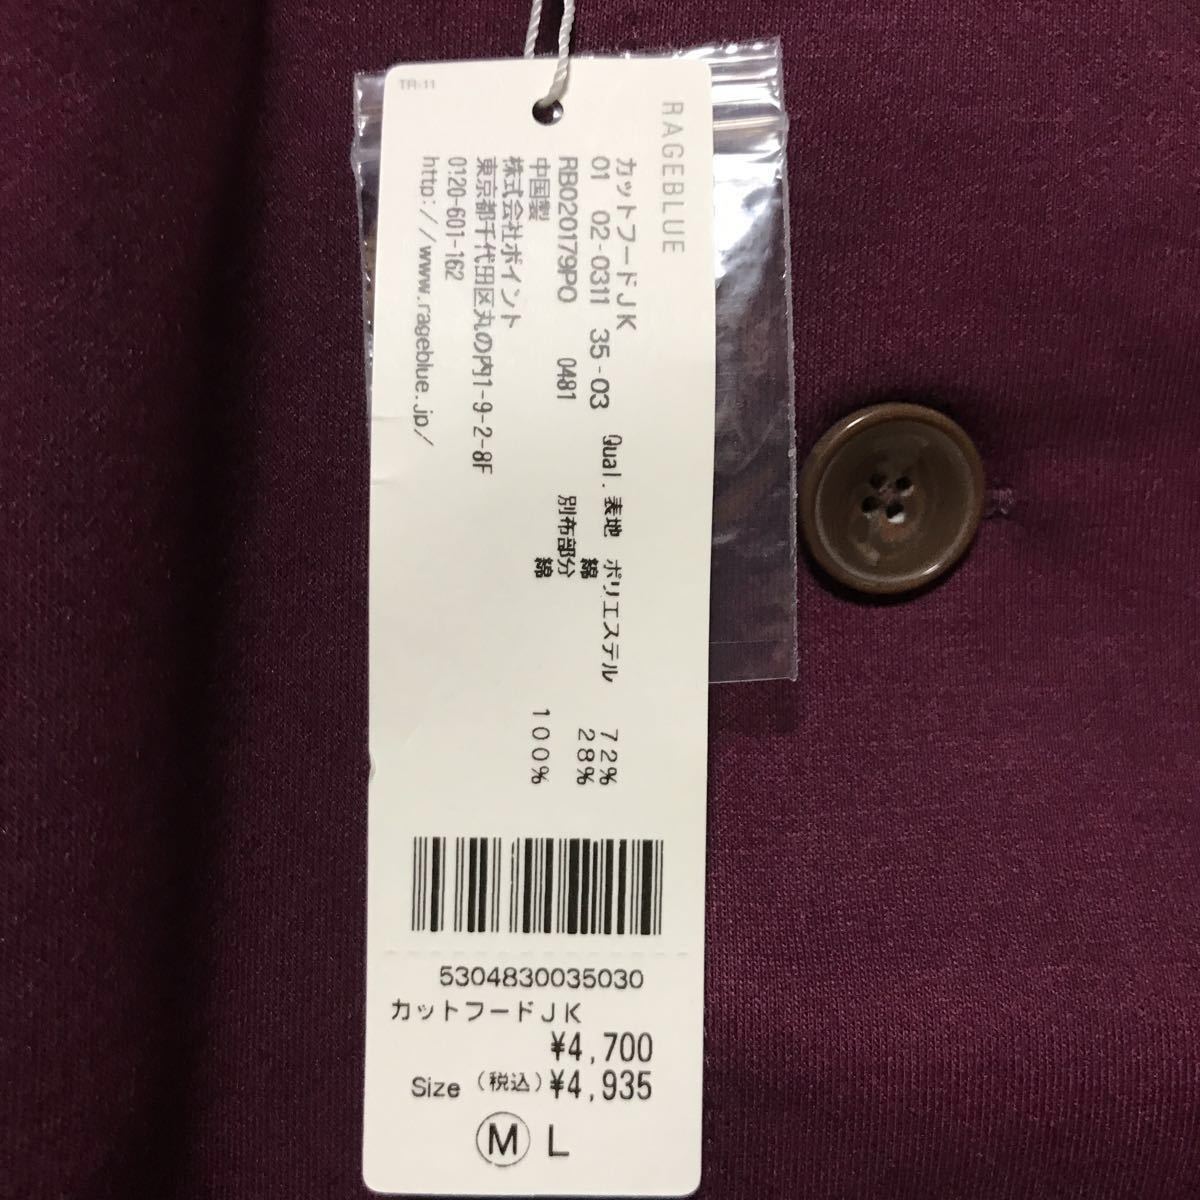 TR-11
RAGEBLUE
カットフードJK
01 02-0311 35-03
RB020179PO 0481
中国製
株式会社ポイント
東京都千代田区丸の内1-9-2-8F
0120-601-162
http://www.rageblue.jp/
Qual. 表地 ポリエステル 72%
綿 28%
別布部分
綿 100%
5304830035030
カットフードJK
¥4,700
Size (税込)¥4,935
M L